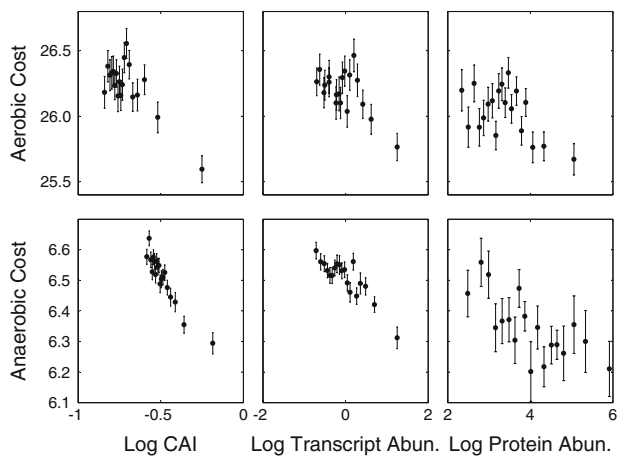 Aerobic Cost
26.5
26.0
25.5
Anaerobic Cost
6.6
6.5
6.4
6.3
6.2
6.1
-1 -0.5 0
-2 0 2
2 4 6
Log CAI
Log Transcript Abun.
Log Protein Abun.